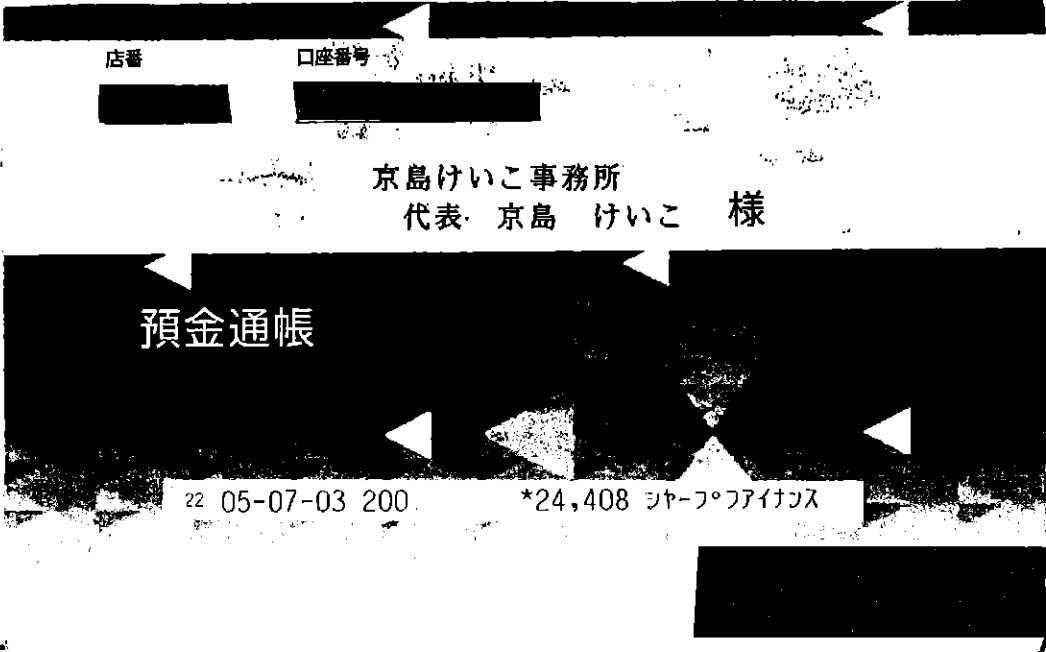 店番 口座番号
京島けいこ事務所
代表 京島 けいこ 様
預金通帳
22 05-07-03 200 *24,408 シャープファイナンス